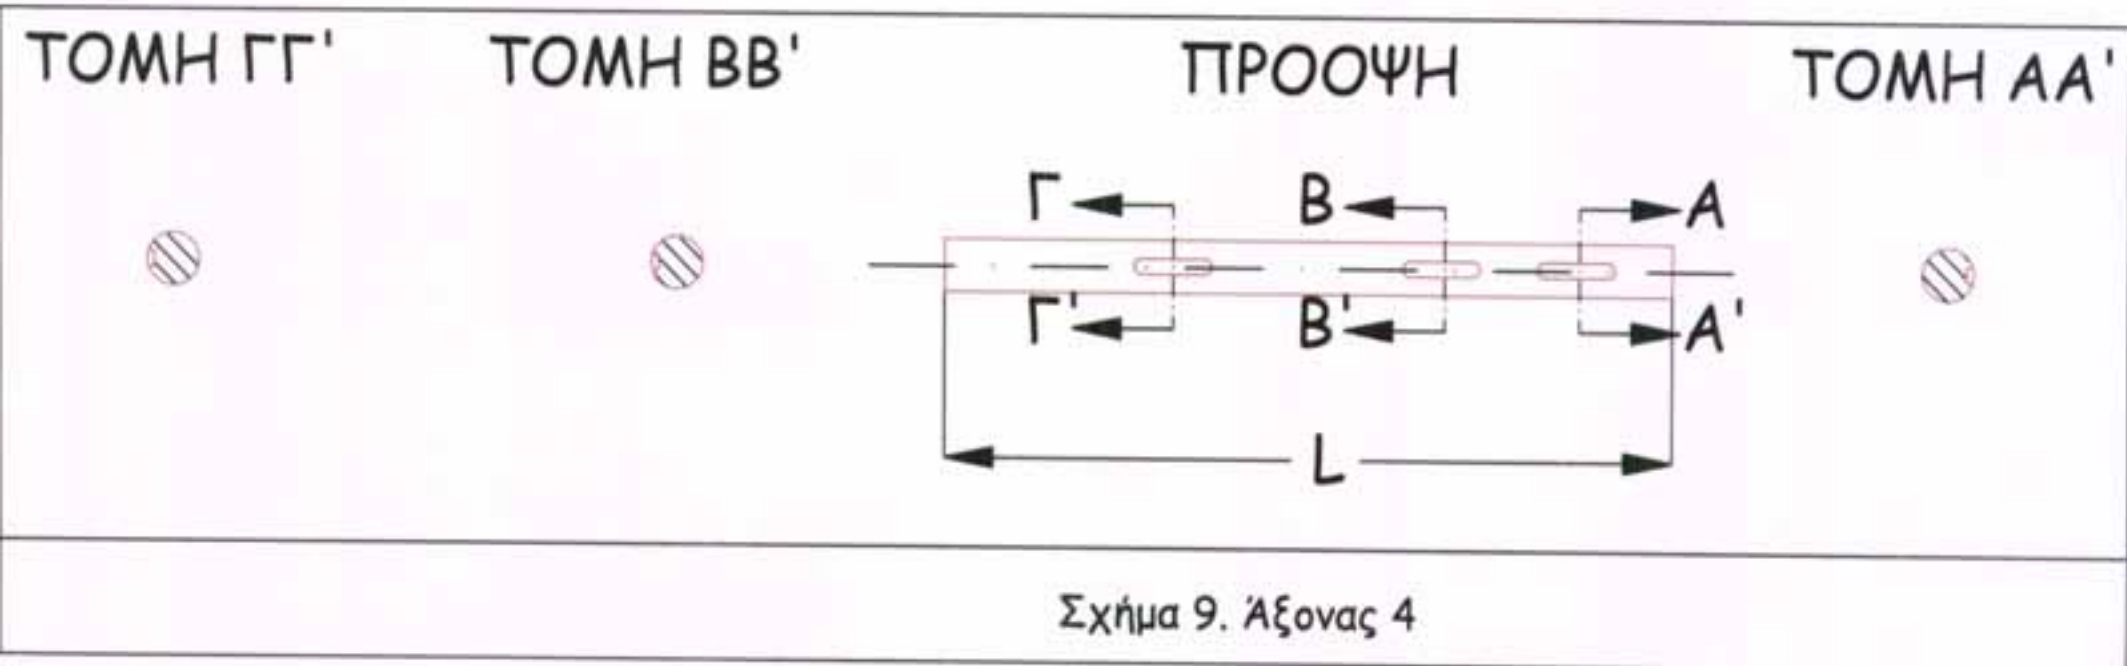 ΤΟΜΗ ΓΓ' ΤΟΜΗ ΒΒ' ΠΡΟΟΨΗ ΤΟΜΗ ΑΑ'
Γ Β Α
Γ' Β' Α'
L
Σχήμα 9. Άξονας 4